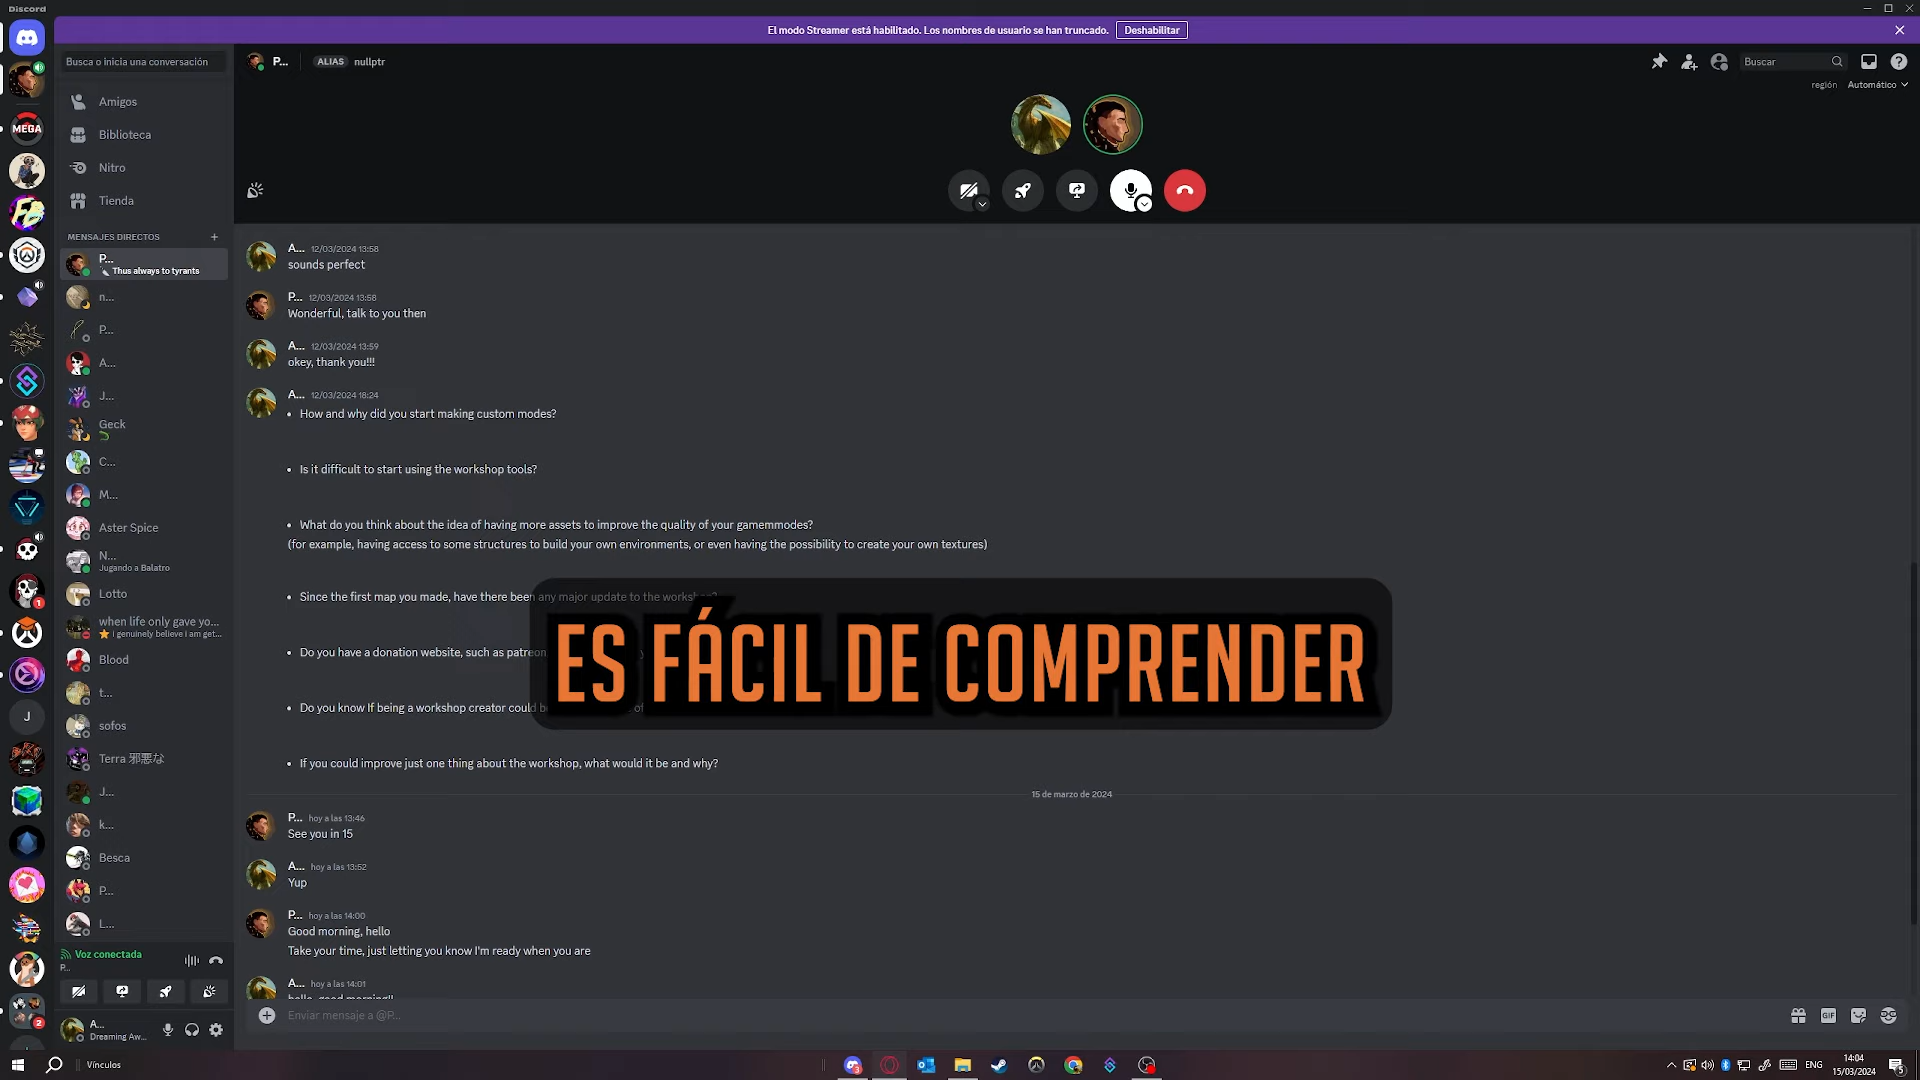 Discord
El modo Streamer está habilitado. Los nombres de usuario se han truncado. Deshabilitar
Busca o inicia una conversación
P... ALIAS nullptr
Buscar
región Automático
Amigos
Biblioteca
Nitro
Tienda
MENSAJES DIRECTOS +
P...
Thus always to tyrants
n...
P...
A...
J...
Geck
C...
M...
Aster Spice
N...
Jugando a Balatro
Lotto
when life only gave yo...
i genuinely believe i am get...
Blood
t...
sofos
Terra 邪悪な
J...
k...
Besca
P...
L...
Voz conectada
P...
A...
Dreaming Aw...
MEGA
J
1
2
A... 12/03/2024 13:58
sounds perfect
P... 12/03/2024 13:58
Wonderful, talk to you then
A... 12/03/2024 13:59
okey, thank you!!!
A... 12/03/2024 18:24
• How and why did you start making custom modes?
• Is it difficult to start using the workshop tools?
• What do you think about the idea of having more assets to improve the quality of your gamemmodes?
(for example, having access to some structures to build your own environments, or even having the possibility to create your own textures)
• Since the first map you made, have there been any major update to the workshop?
• Do you have a donation website, such as patreon
ES FÁCIL DE COMPRENDER
• Do you know If being a workshop creator could
• If you could improve just one thing about the workshop, what would it be and why?
15 de marzo de 2024
P... hoy a las 13:46
See you in 15
A... hoy a las 13:52
Yup
P... hoy a las 14:00
Good morning, hello
Take your time, just letting you know I'm ready when you are
A... hoy a las 14:01
hello, good morning!!
Enviar mensaje a @P...
GIF
Vínculos
ENG
14:04
15/03/2024